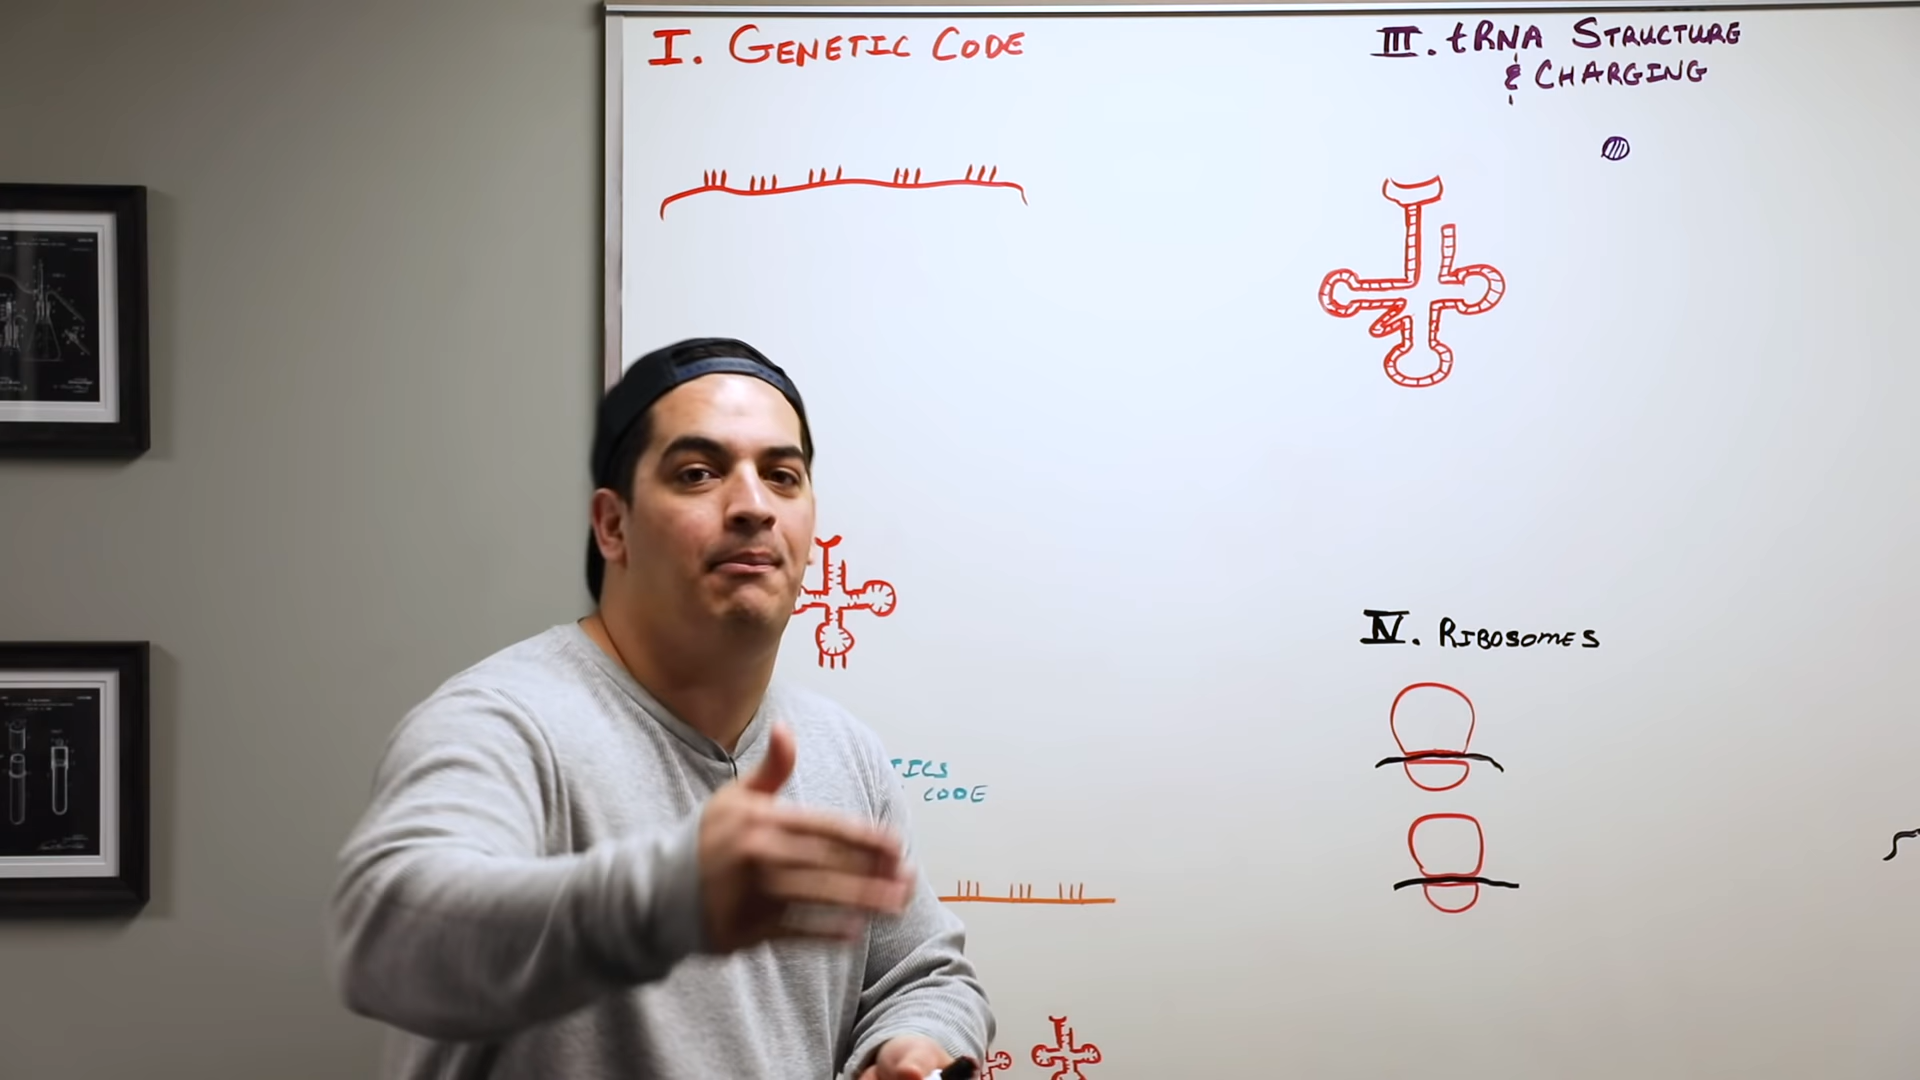 I. GENETIC CODE
III. tRNA STRUCTURE
& CHARGING
IV. RIBOSOMES
CODE